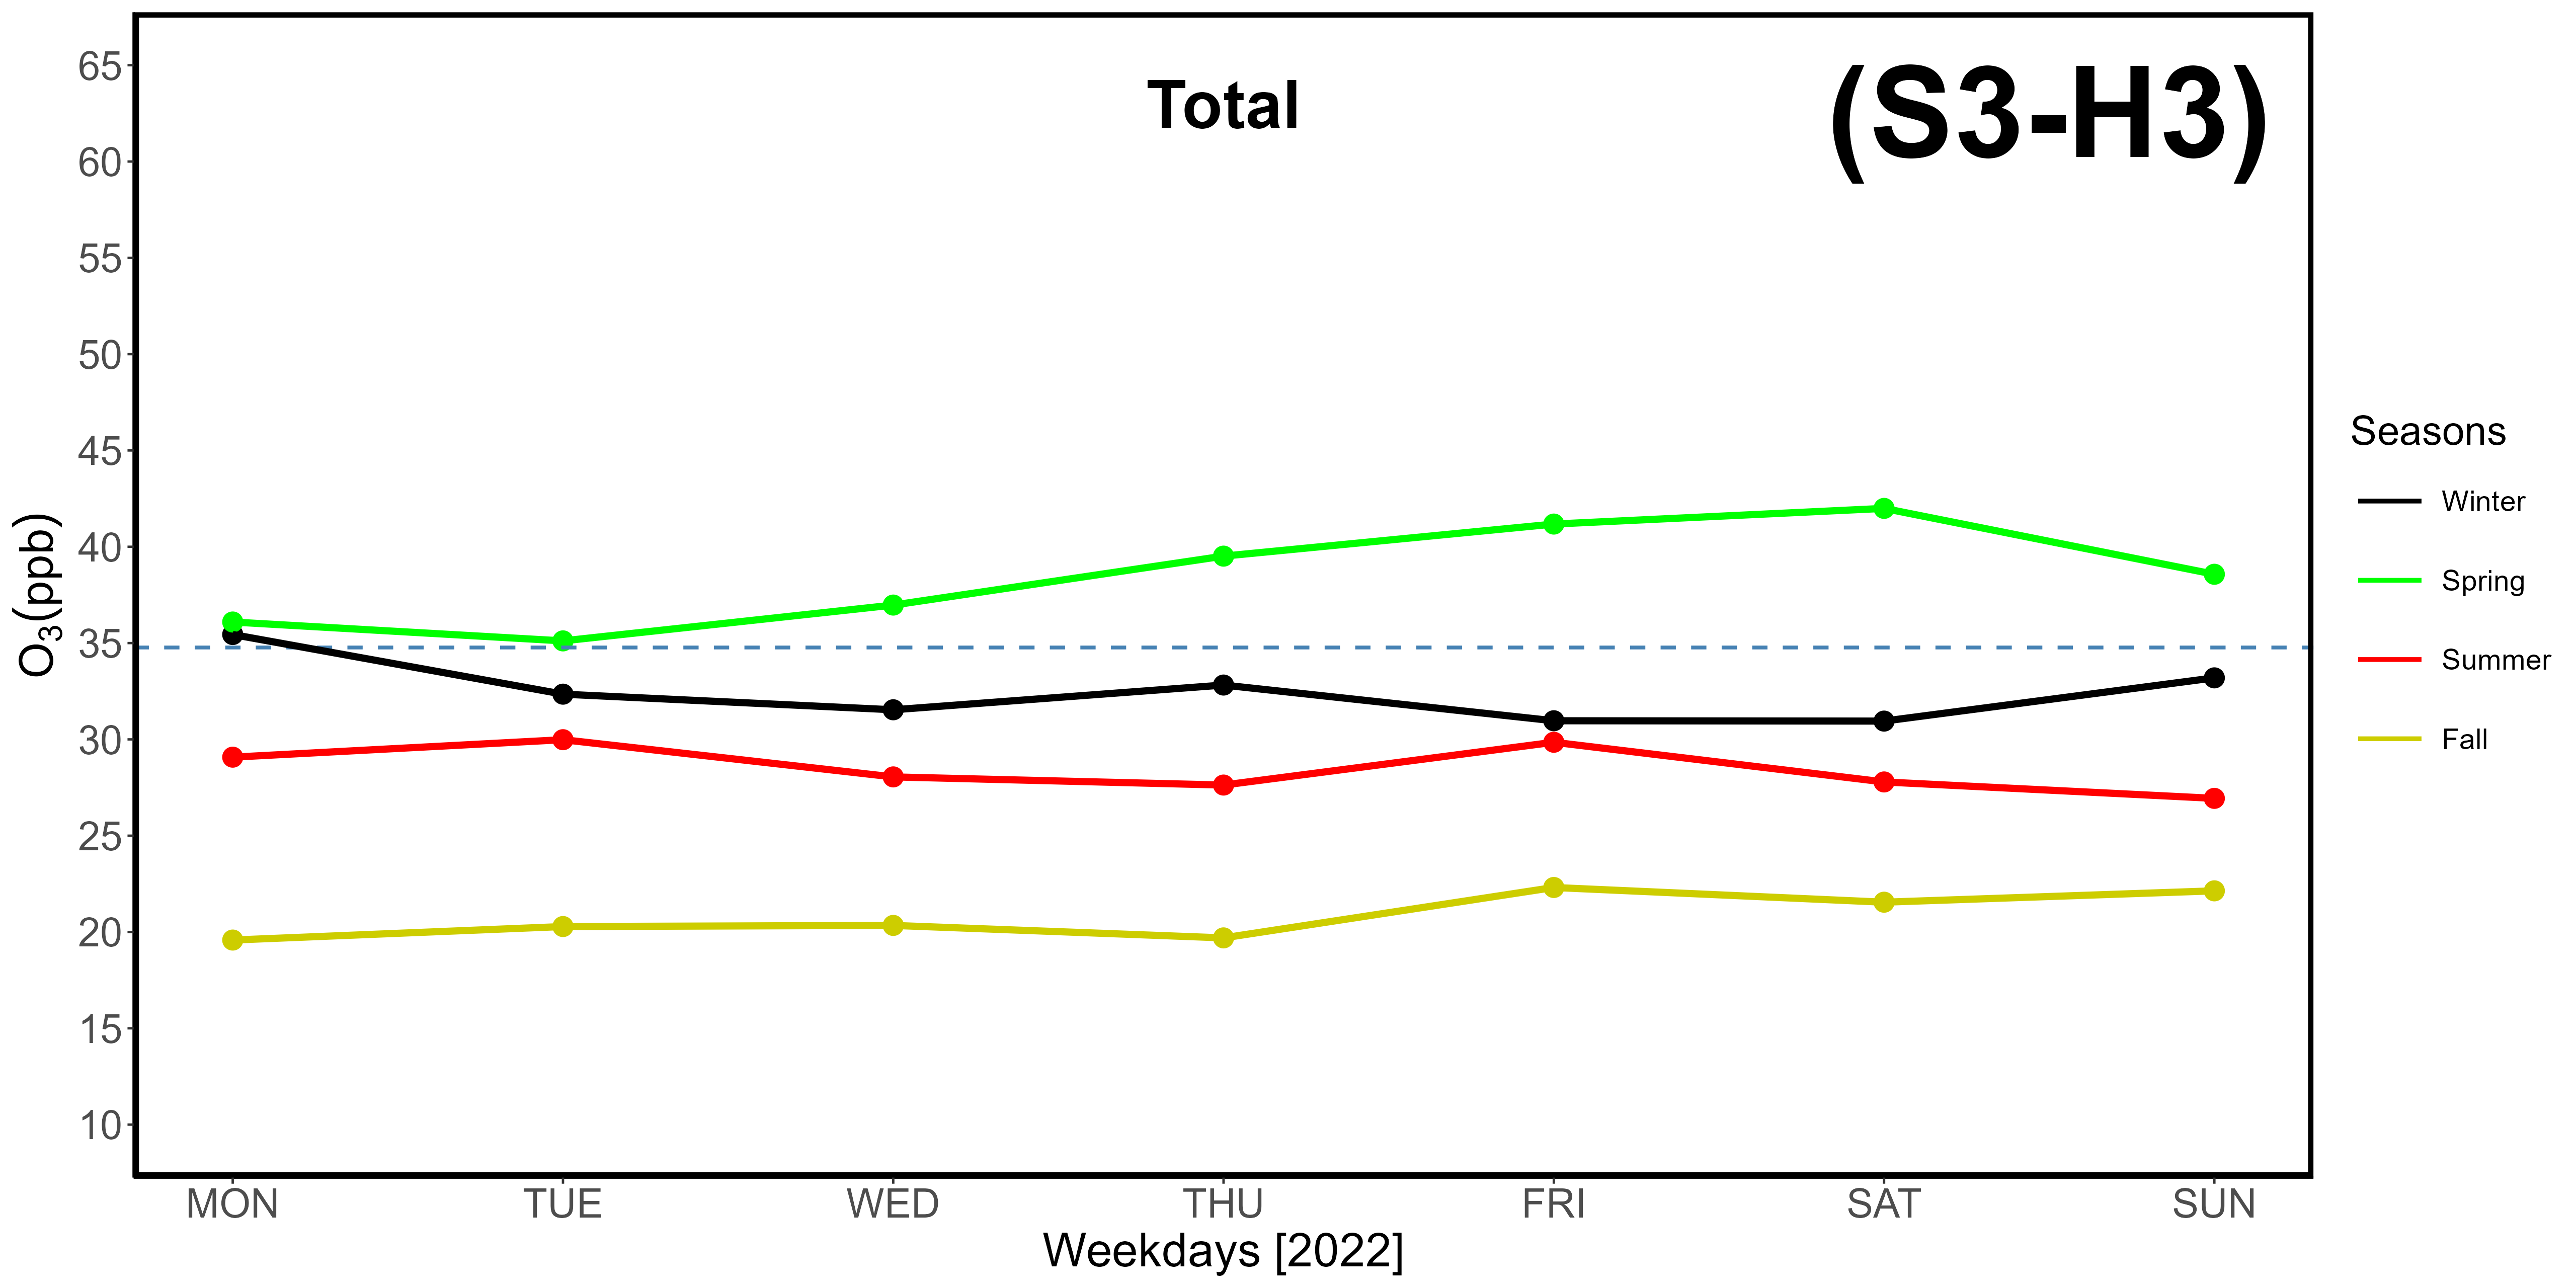 Total
(S3-H3)
65
60
55
50
45
40
35
30
25
20
15
10
O₃(ppb)
MON TUE WED THU FRI SAT SUN
Weekdays [2022]
Seasons
Winter
Spring
Summer
Fall